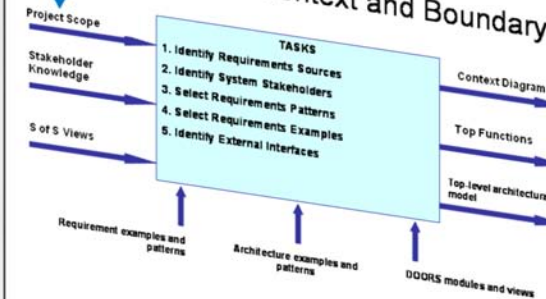 and Boundary
Project Scope
Stakeholder
Knowledge
S of S Views
TASKS
1. Identify Requirements Sources
2. Identify System Stakeholders
3. Select Requirements Patterns
4. Select Requirements Examples
5. Identify External Interfaces
Context Diagram
Top Functions
Top-level architecture
model
Requirement examples and
patterns
Architecture examples and
patterns
DOORS modules and views